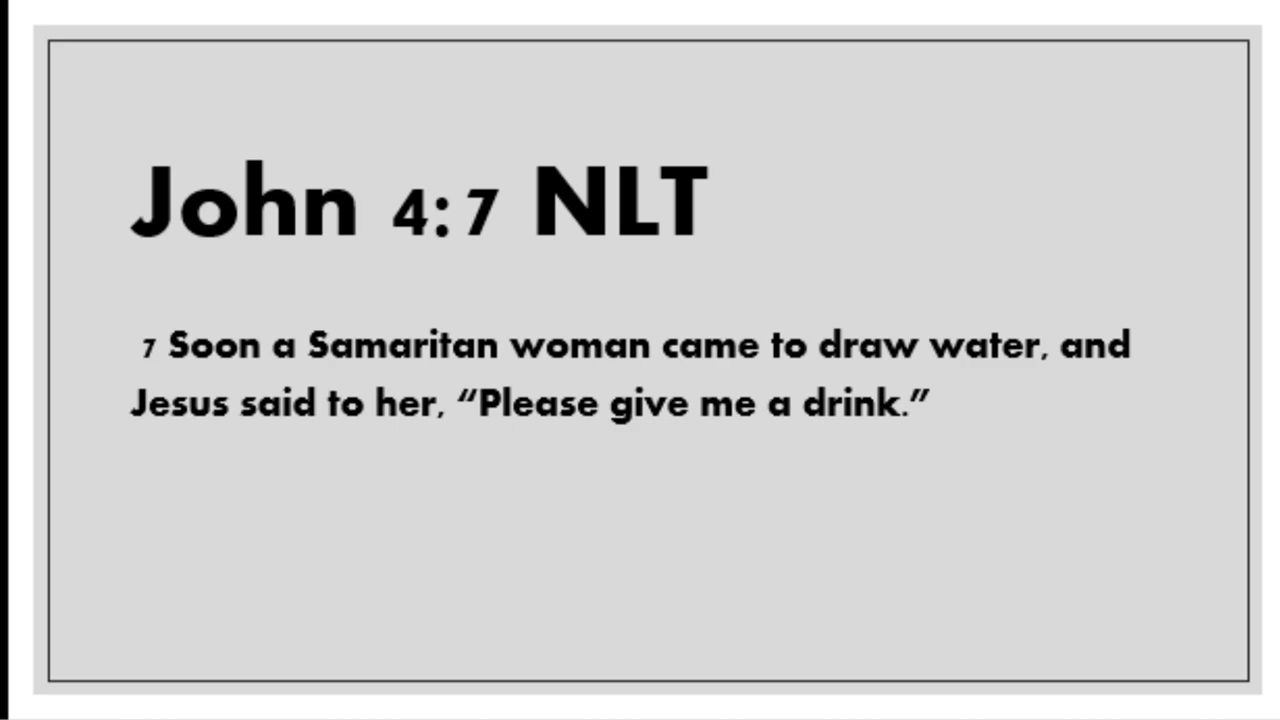 John 4:7 NLT
7 Soon a Samaritan woman came to draw water, and
Jesus said to her, “Please give me a drink.”